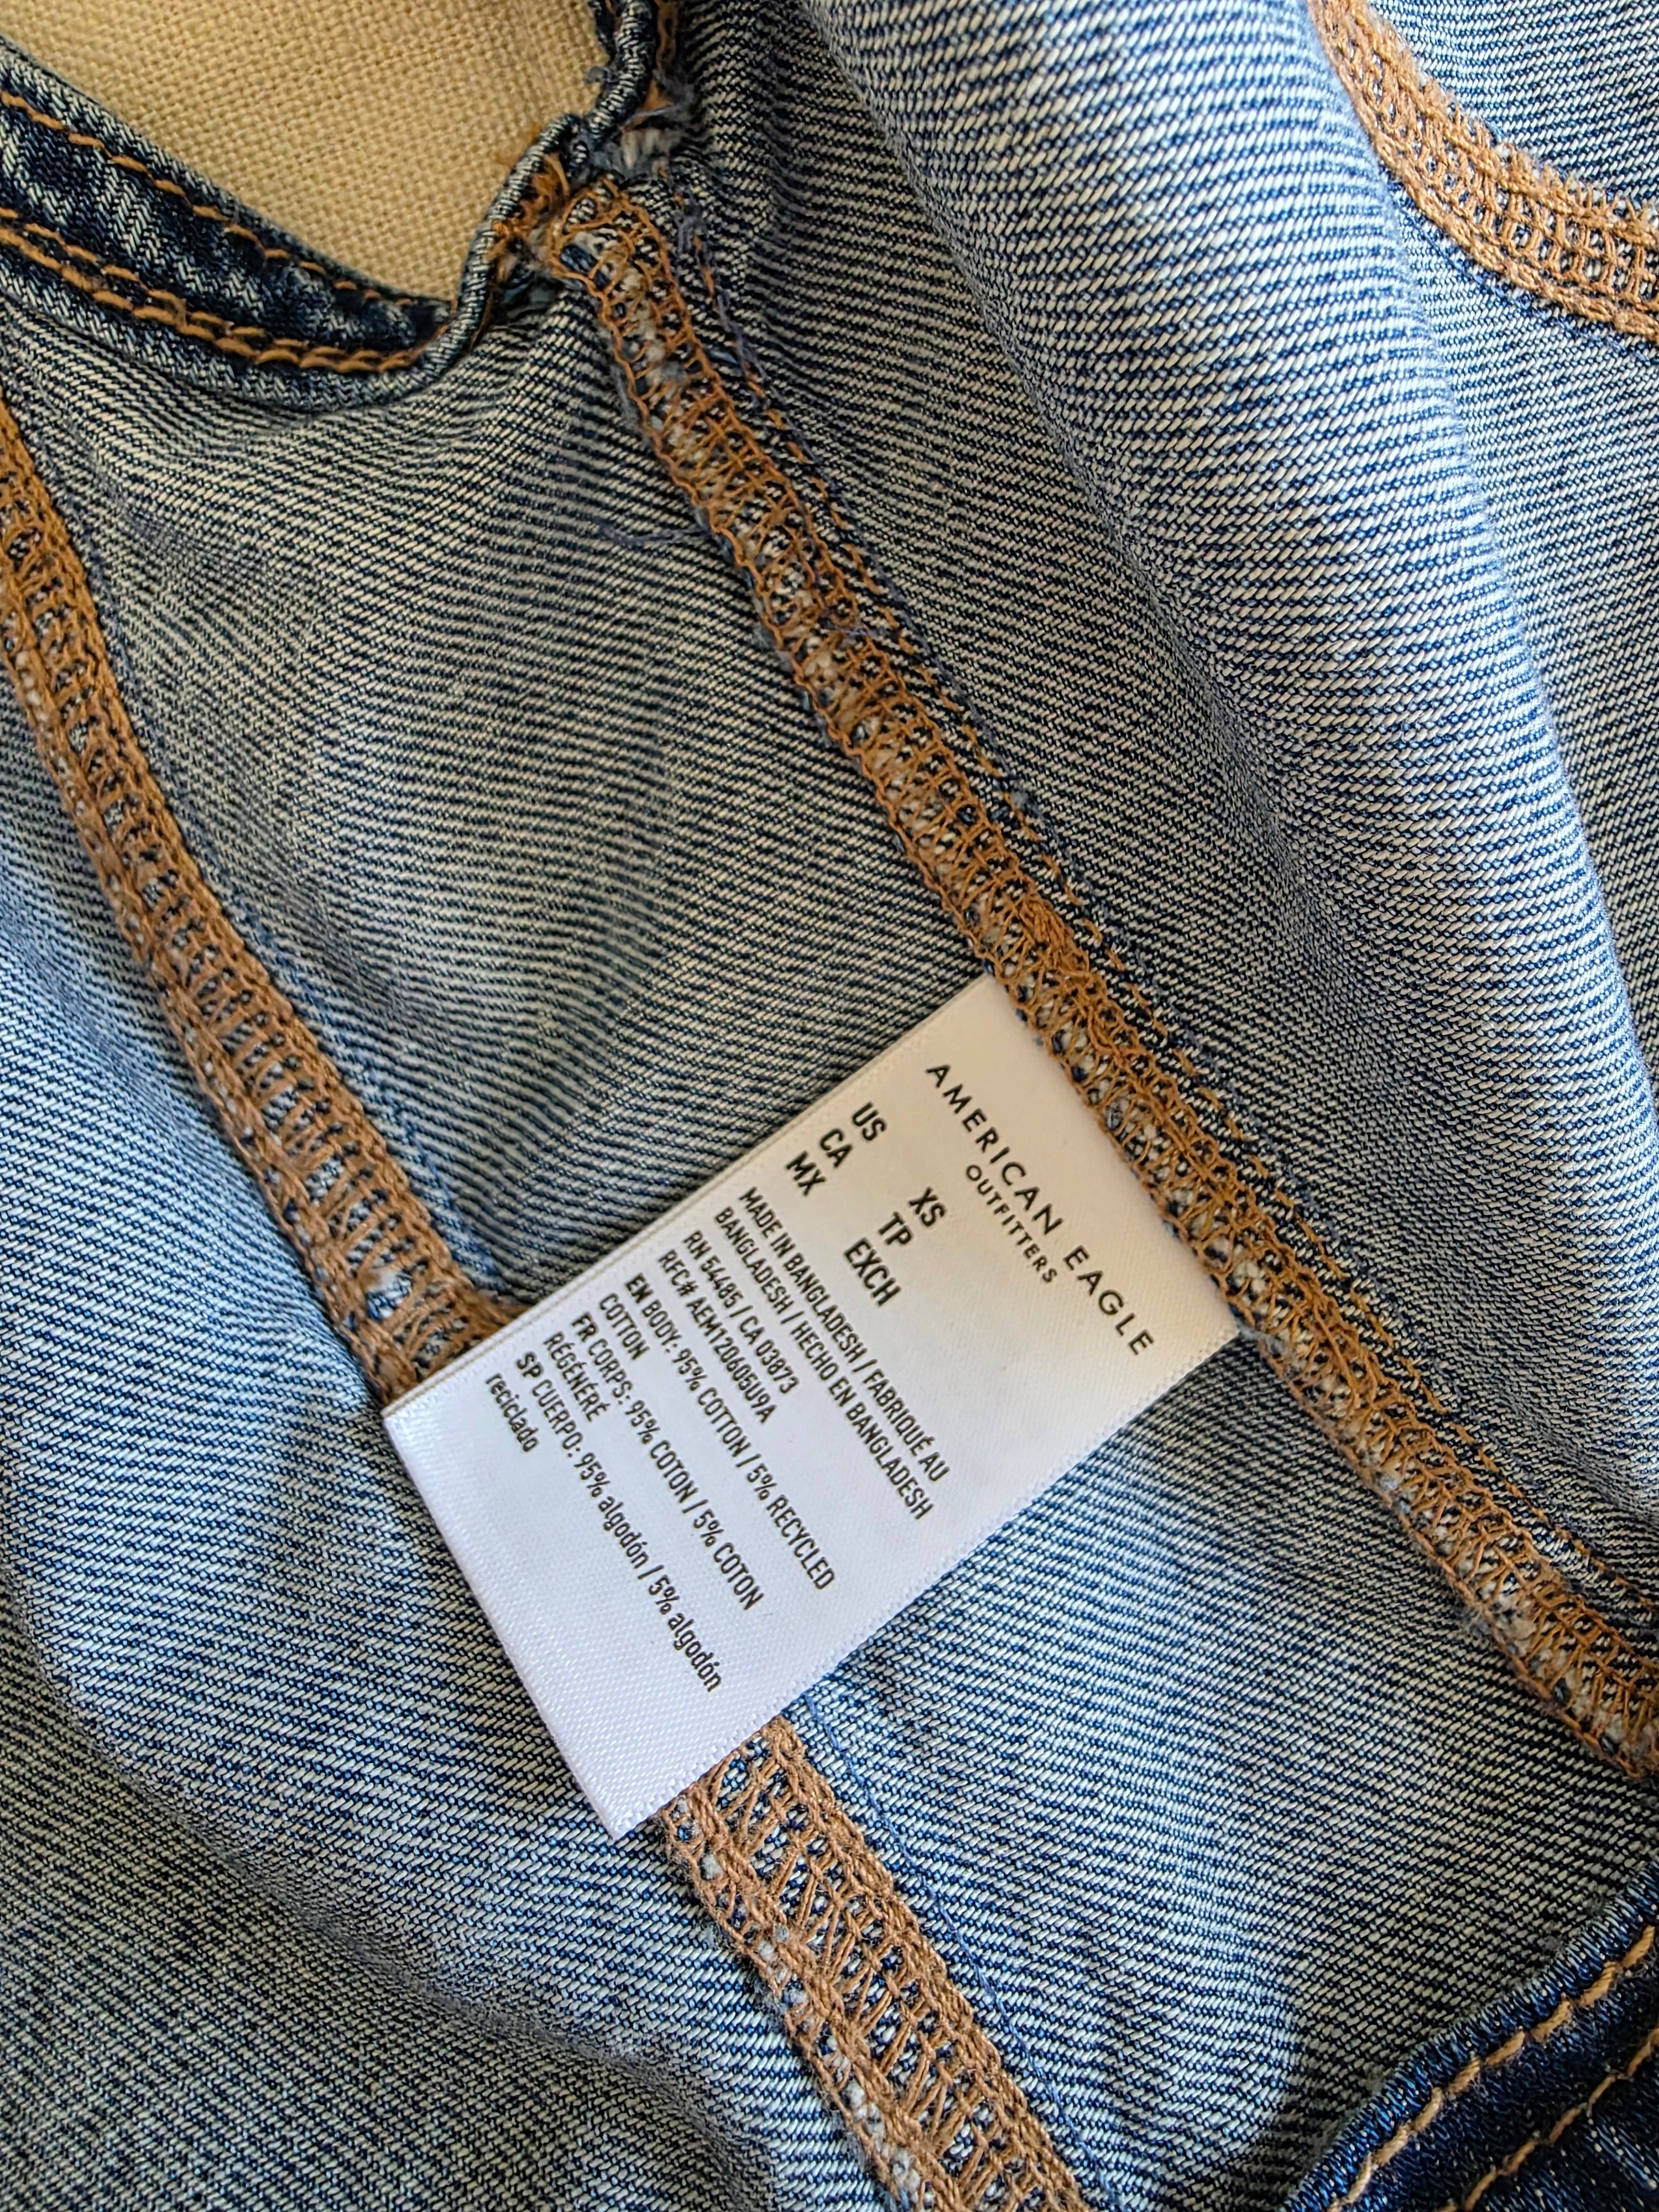 AMERICAN EAGLE
OUTFITTERS
US XS
CA TP
MX EXCH
MADE IN BANGLADESH / FABRIQUÉ AU
BANGLADESH / HECHO EN BANGLADESH
RN 54485 / CA 03873
RFC# AEM120605U9A
EN BODY: 95% COTTON / 5% RECYCLED
COTTON
FR CORPS: 95% COTON / 5% COTON
RÉGÉNÉRÉ
SP CUERPO: 95% algodón / 5% algodón
reciclado